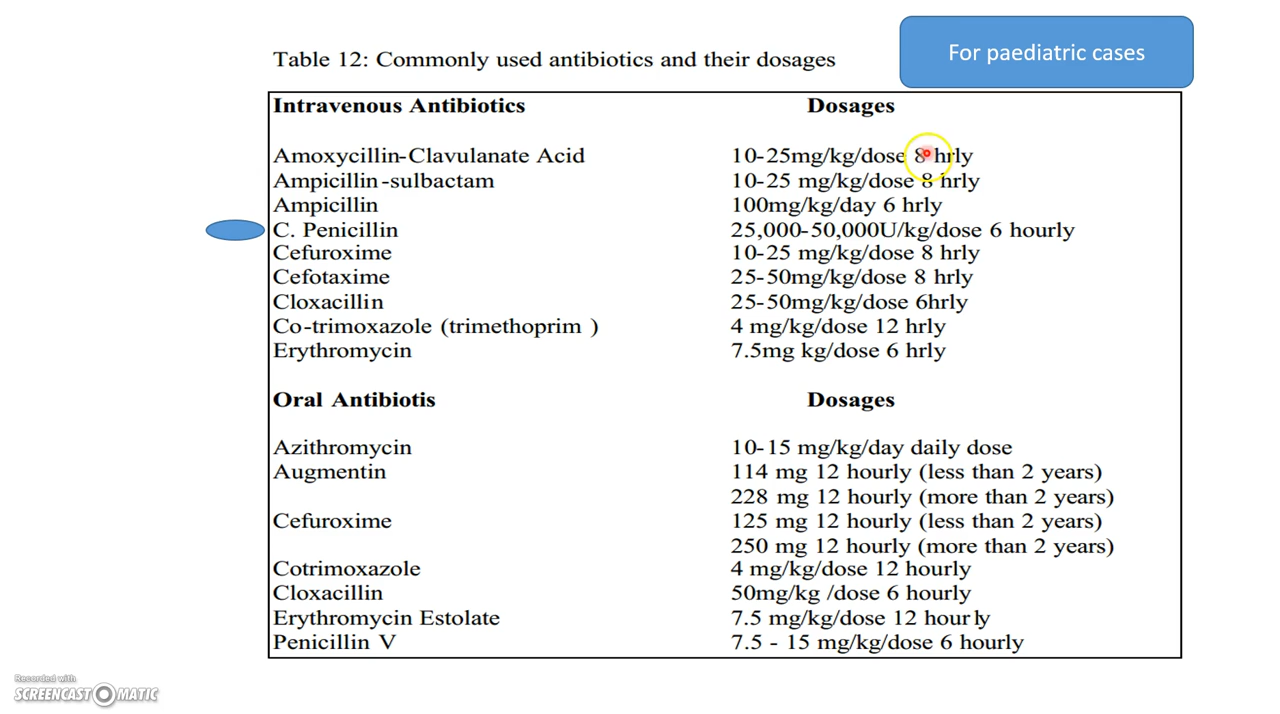 For paediatric cases
Table 12: Commonly used antibiotics and their dosages
Intravenous Antibiotics Dosages
Amoxycillin-Clavulanate Acid 10-25mg/kg/dose 8 hrly
Ampicillin-sulbactam 10-25 mg/kg/dose 8 hrly
Ampicillin 100mg/kg/day 6 hrly
C. Penicillin 25,000-50,000U/kg/dose 6 hourly
Cefuroxime 10-25 mg/kg/dose 8 hrly
Cefotaxime 25-50mg/kg/dose 8 hrly
Cloxacillin 25-50mg/kg/dose 6hrly
Co-trimoxazole (trimethoprim ) 4 mg/kg/dose 12 hrly
Erythromycin 7.5mg kg/dose 6 hrly
Oral Antibiotis Dosages
Azithromycin 10-15 mg/kg/day daily dose
Augmentin 114 mg 12 hourly (less than 2 years)
228 mg 12 hourly (more than 2 years)
Cefuroxime 125 mg 12 hourly (less than 2 years)
250 mg 12 hourly (more than 2 years)
Cotrimoxazole 4 mg/kg/dose 12 hourly
Cloxacillin 50mg/kg /dose 6 hourly
Erythromycin Estolate 7.5 mg/kg/dose 12 hourly
Penicillin V 7.5 - 15 mg/kg/dose 6 hourly
Recorded with
SCREENCAST-O-MATIC